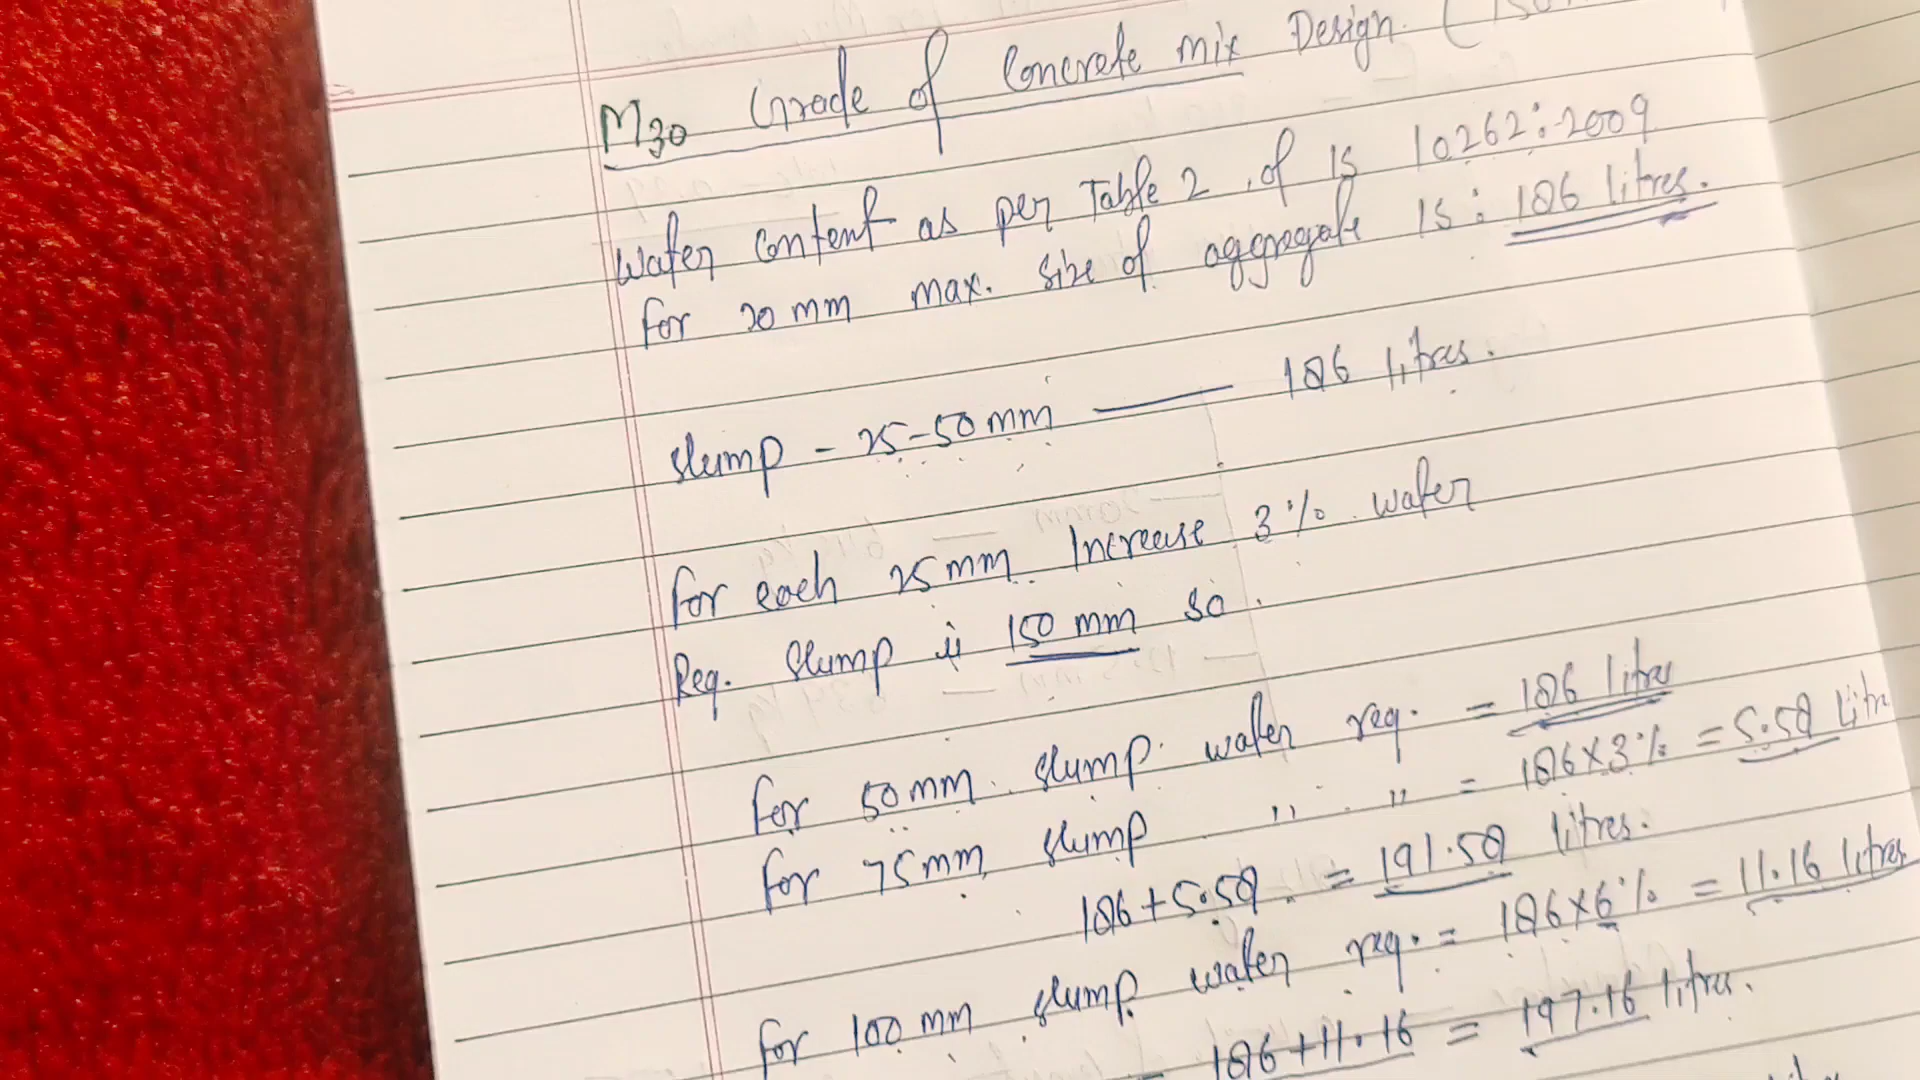 M30 Grade of Concrete mix Design. (
Water Content as per Table 2 of IS 10262:2009
for 20 mm max. size of aggregate is: 186 litres.
Slump - 25-50 mm — 186 litres.
for each 25 mm Increase 3% water
Req. Slump is 150 mm so
for 50 mm slump water req. = 186 litres
for 75 mm slump " " = 186×3% = 5.58 Litr
186+5.58 = 191.58 litres.
for 100 mm slump water req. = 186×6% = 11.16 litres
186+11.16 = 197.16 litres.